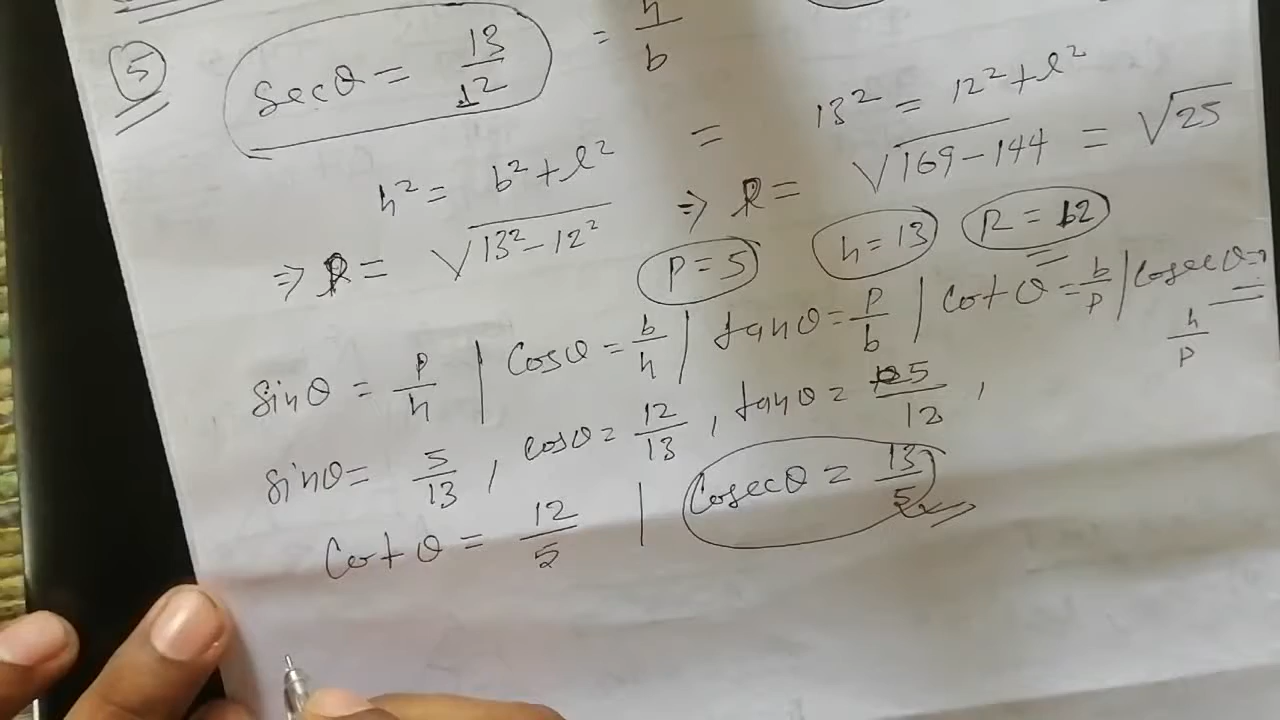 5 secθ = 13/12 = h/b
h² = b² + l² = 13² = 12² + l²
⇒ l = √13²-12² ⇒ l = √169-144 = √25
P = 5 h = 13 R = 12
sinθ = P/h | cosθ = b/h | tanθ = P/b | cotθ = b/P | cosecθ = h/P
sinθ = 5/13, cosθ = 12/13, tanθ = 5/12,
cotθ = 12/5 | cosecθ = 13/5